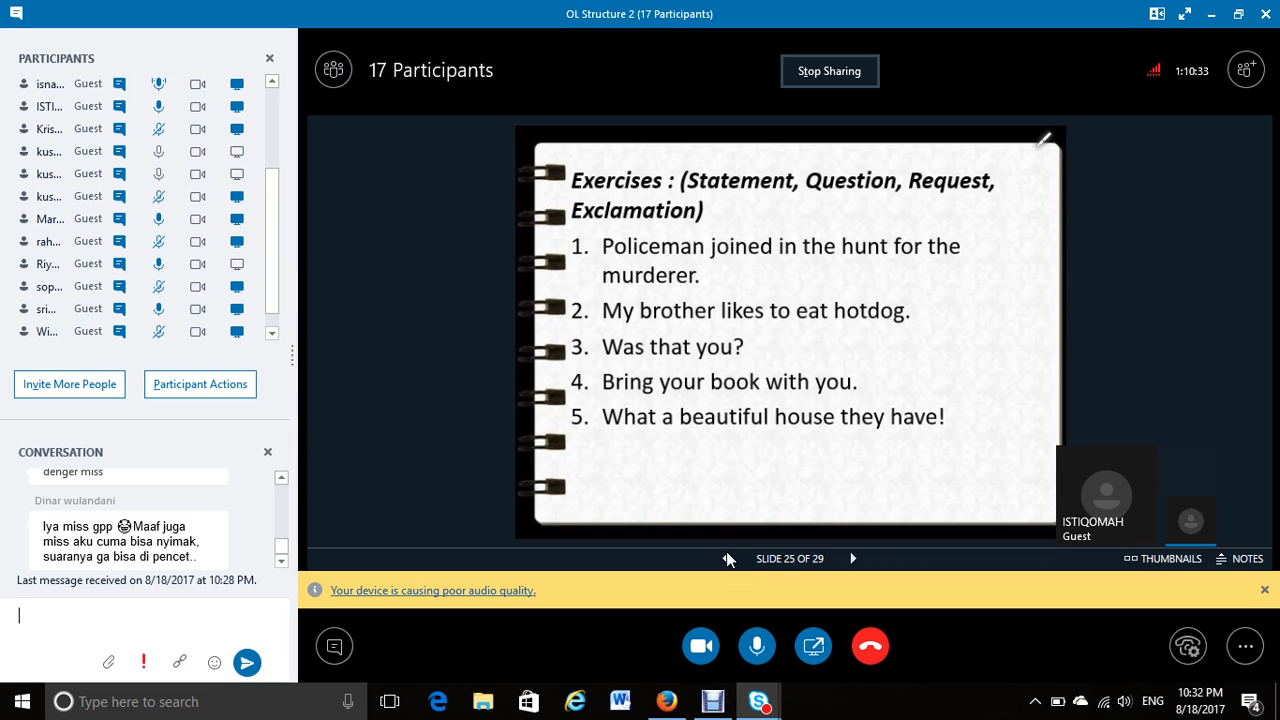 OL Structure 2 (17 Participants)
PARTICIPANTS
17 Participants
Stop Sharing
1:10:33
isna... Guest
ISTI... Guest
Kris... Guest
kus... Guest
kus... Guest
kus... Guest
Mar... Guest
rah... Guest
Riy... Guest
sop... Guest
sri... Guest
Wi... Guest
Invite More People
Participant Actions
CONVERSATION
denger miss
Dinar wulandani
Iya miss gpp 😭Maaf juga
miss aku cuma bisa nyimak,
suaranya ga bisa di pencet..
Last message received on 8/18/2017 at 10:28 PM.
Exercises : (Statement, Question, Request,
Exclamation)
1. Policeman joined in the hunt for the
murderer.
2. My brother likes to eat hotdog.
3. Was that you?
4. Bring your book with you.
5. What a beautiful house they have!
ISTIQOMAH
Guest
SLIDE 25 OF 29
THUMBNAILS
NOTES
Your device is causing poor audio quality.
Type here to search
ENG
10:32 PM
8/18/2017
4